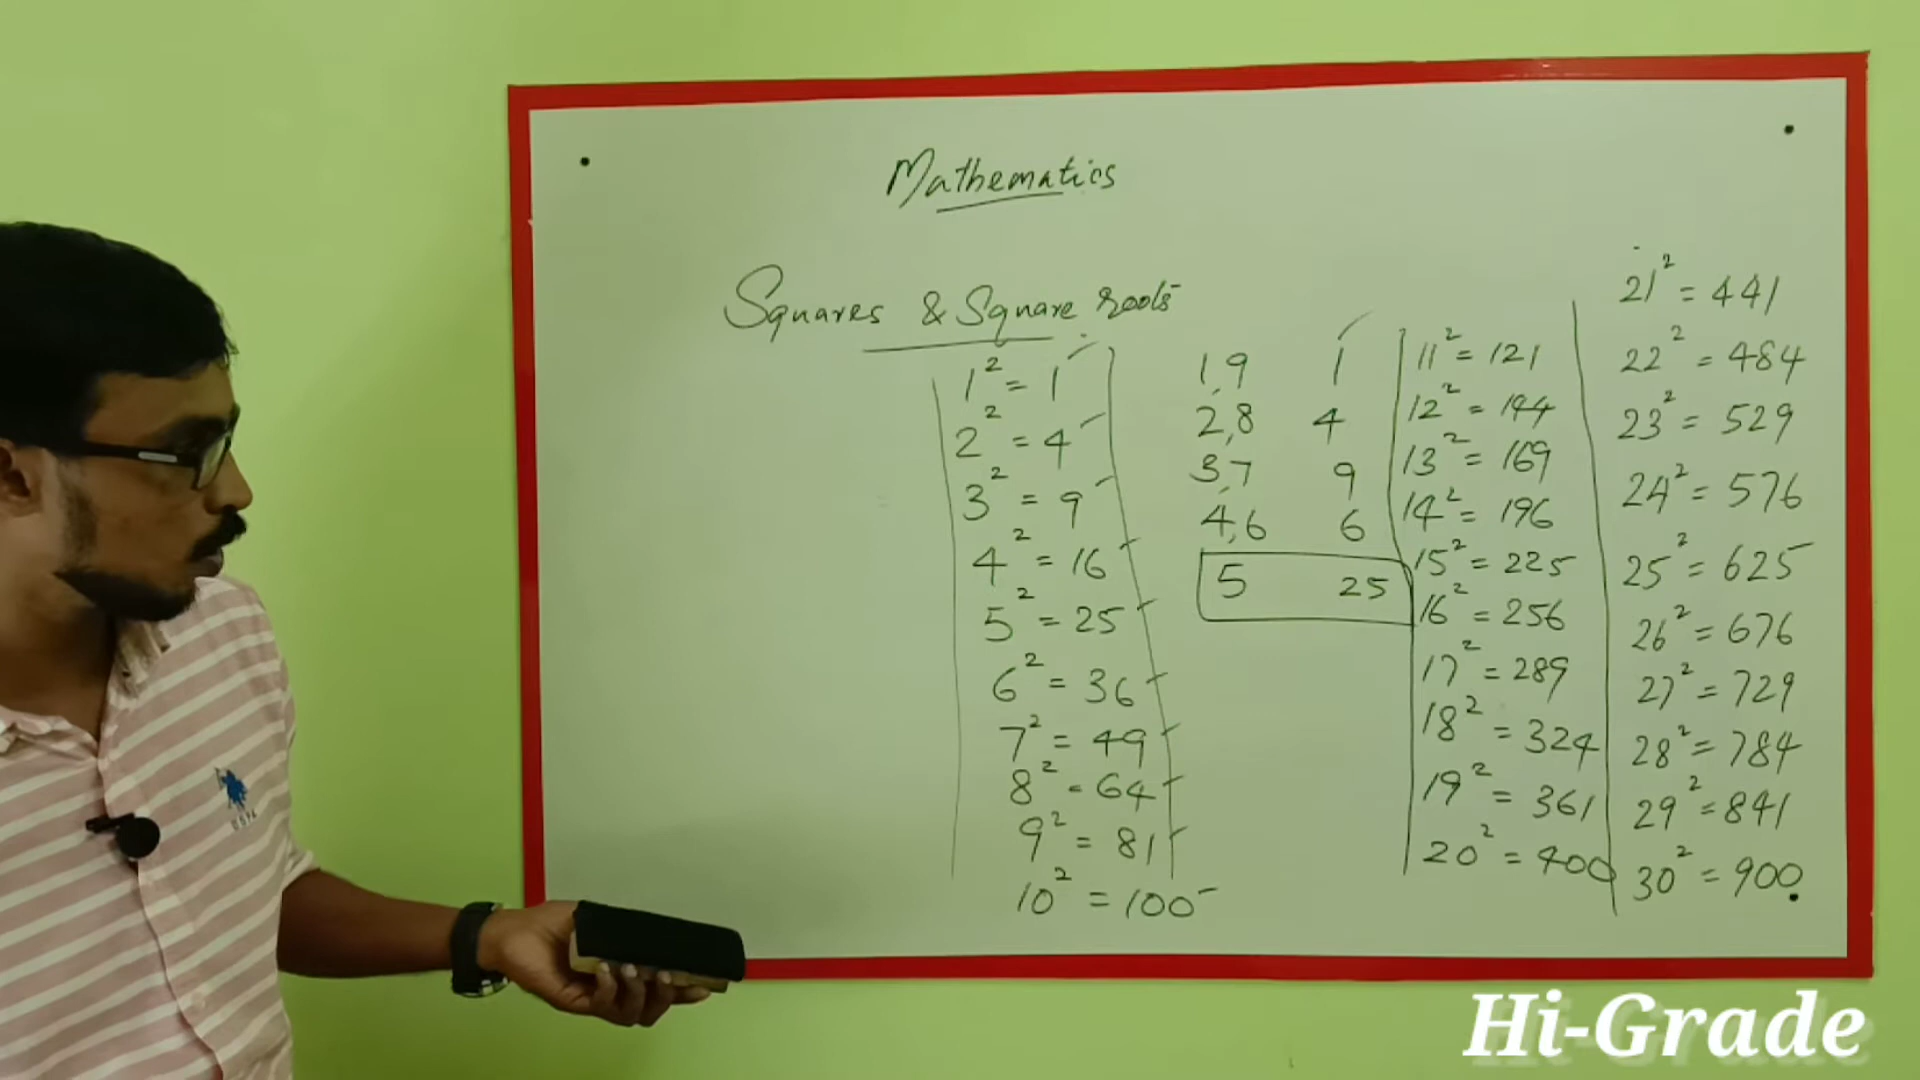 Mathematics
Squares & Square roots
1² = 1
2² = 4
3² = 9
4² = 16
5² = 25
6² = 36
7² = 49
8² = 64
9² = 81
10² = 100
1,9 1
2,8 4
3,7 9
4,6 6
5 25
11² = 121
12² = 144
13² = 169
14² = 196
15² = 225
16² = 256
17² = 289
18² = 324
19² = 361
20² = 400
21² = 441
22² = 484
23² = 529
24² = 576
25² = 625
26² = 676
27² = 729
28² = 784
29² = 841
30² = 900
USPA
Hi-Grade